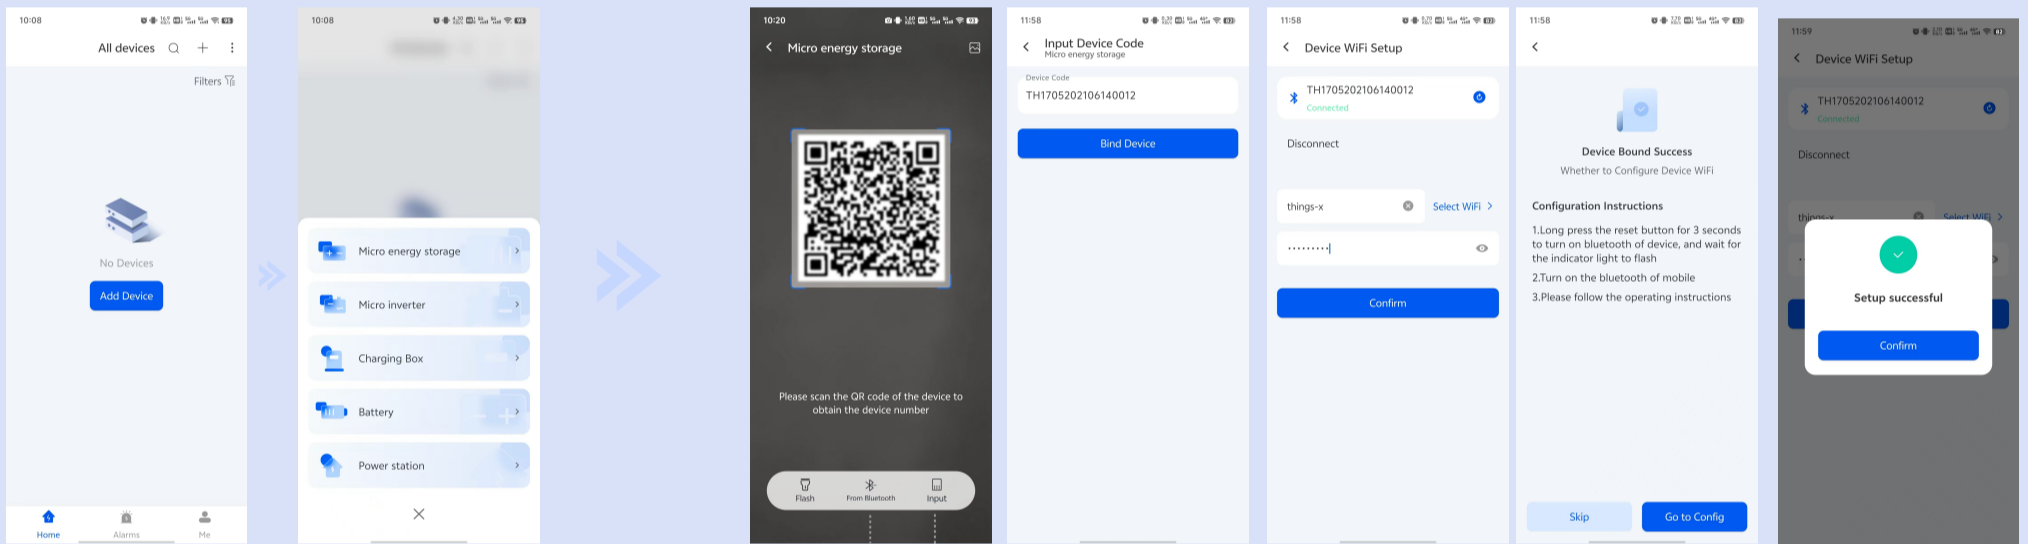 10:08
All devices
Filters
No Devices
Add Device
Home
Alarms
Me
10:08
Micro energy storage
Micro inverter
Charging Box
Battery
Power station
10:20
Micro energy storage
Please scan the QR code of the device to
obtain the device number
Flash
From Bluetooth
Input
11:58
Input Device Code
Micro energy storage
Device Code
TH1705202106140012
Bind Device
11:58
Device WiFi Setup
TH1705202106140012
Connected
Disconnect
things-x
Select WiFi
Confirm
11:58
Device Bound Success
Whether to Configure Device WiFi
Configuration Instructions
1.Long press the reset button for 3 seconds
to turn on bluetooth of device, and wait for
the indicator light to flash
2.Turn on the bluetooth of mobile
3.Please follow the operating instructions
Skip
Go to Config
11:59
Device WiFi Setup
TH1705202106140012
Connected
Disconnect
things-x
Select WiFi
Setup successful
Confirm